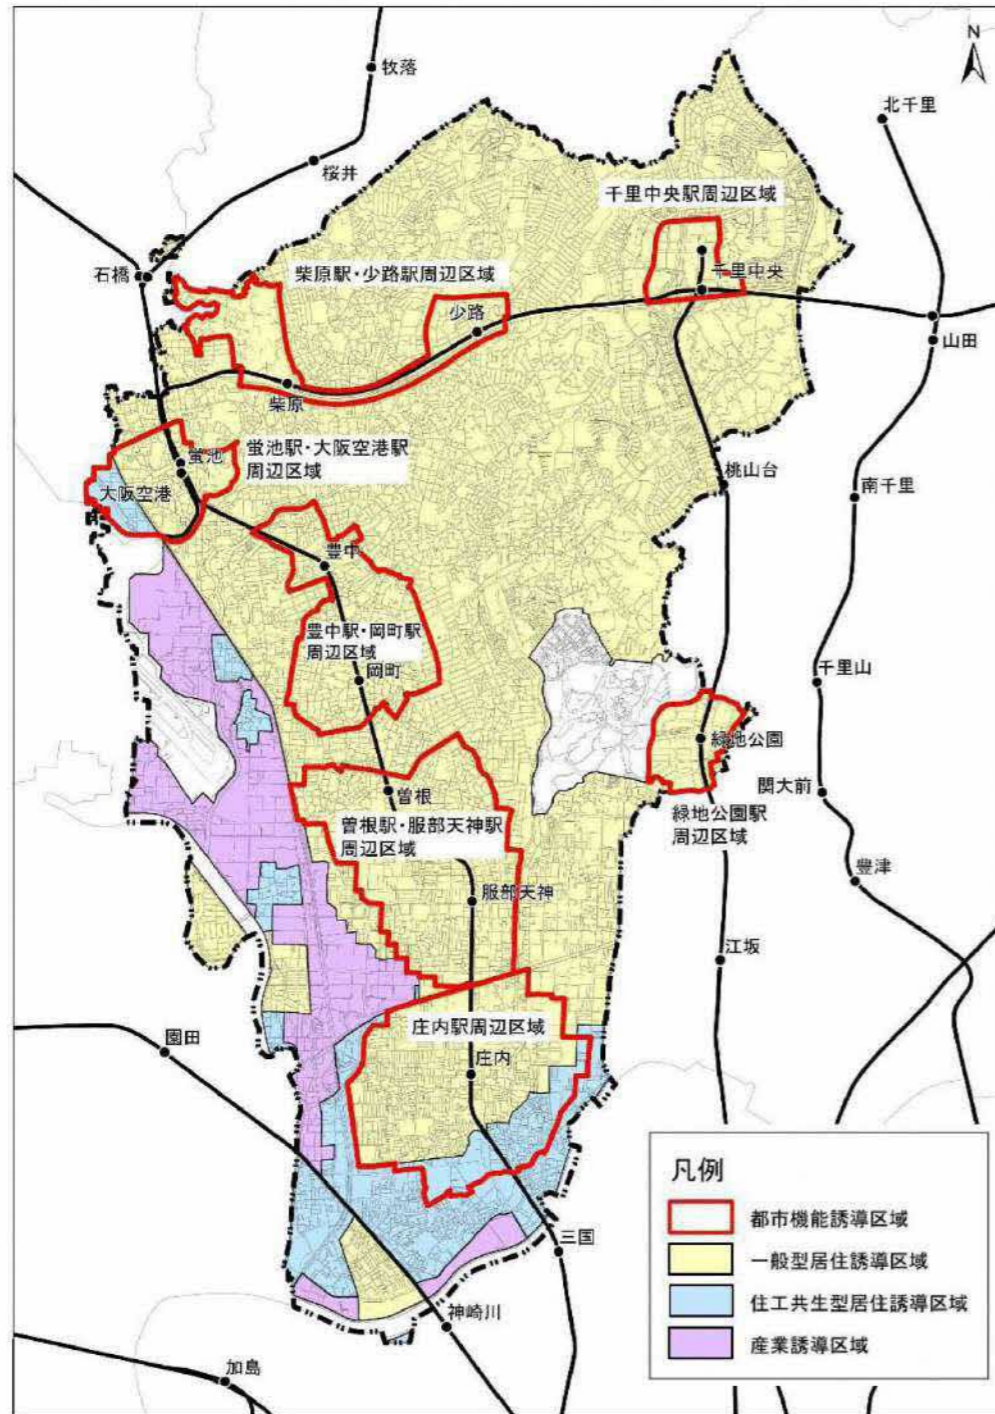 N
牧落
北千里
桜井
千里中央駅周辺区域
石橋
柴原駅・少路駅周辺区域
千里中央
少路
山田
柴原
蛍池
蛍池駅・大阪空港駅
周辺区域
桃山台
大阪空港
南千里
豊中
豊中駅・岡町駅
周辺区域
岡町
千里山
緑地公園
曽根
関大前
曽根駅・服部天神駅
周辺区域
緑地公園駅
周辺区域
豊津
服部天神
江坂
庄内駅周辺区域
園田
庄内
三国
神崎川
加島
凡例
都市機能誘導区域
一般型居住誘導区域
住工共生型居住誘導区域
産業誘導区域